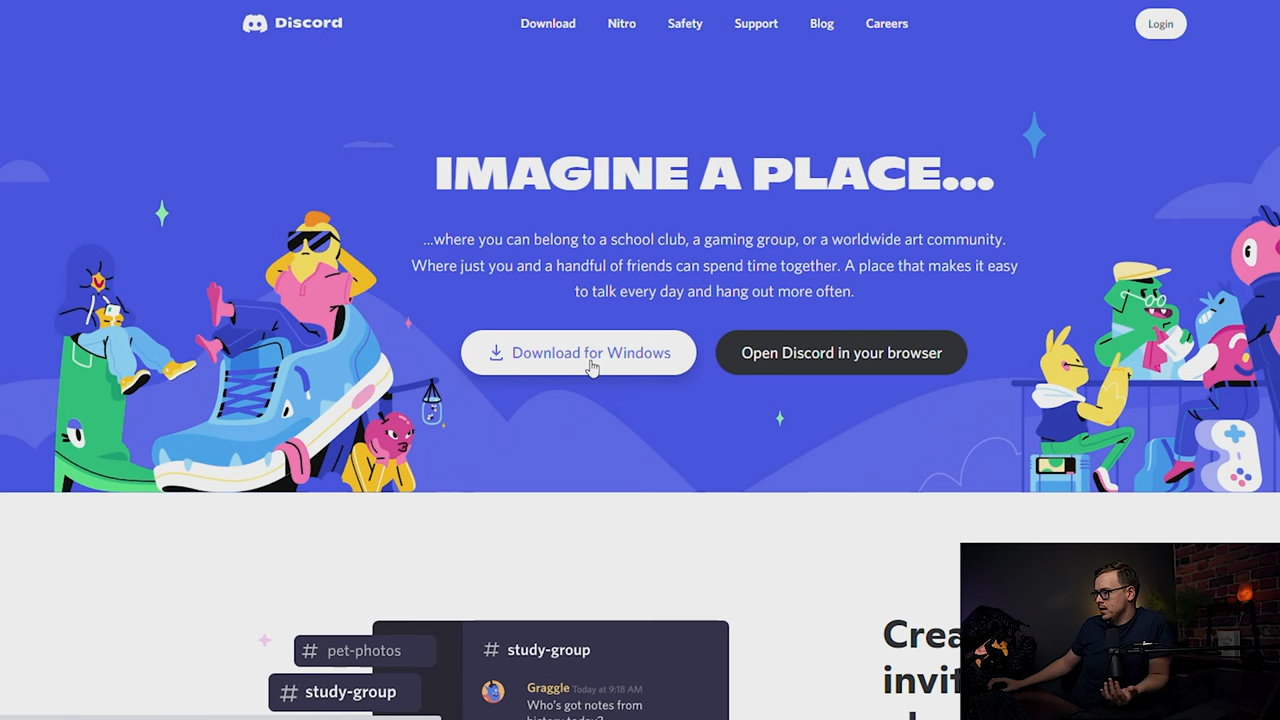 Discord
Download
Nitro
Safety
Support
Blog
Careers
Login
IMAGINE A PLACE...
...where you can belong to a school club, a gaming group, or a worldwide art community.
Where just you and a handful of friends can spend time together. A place that makes it easy
to talk every day and hang out more often.
Download for Windows
Open Discord in your browser
# pet-photos
# study-group
# study-group
Graggle Today at 9:18 AM
Who's got notes from
history today?